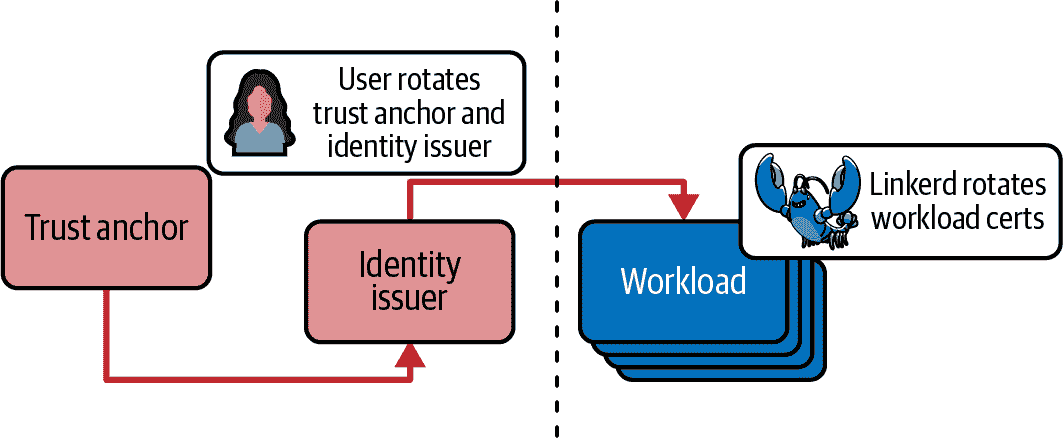 User rotates
trust anchor and
identity issuer
Trust anchor
Identity
issuer
Workload
Linkerd rotates
workload certs